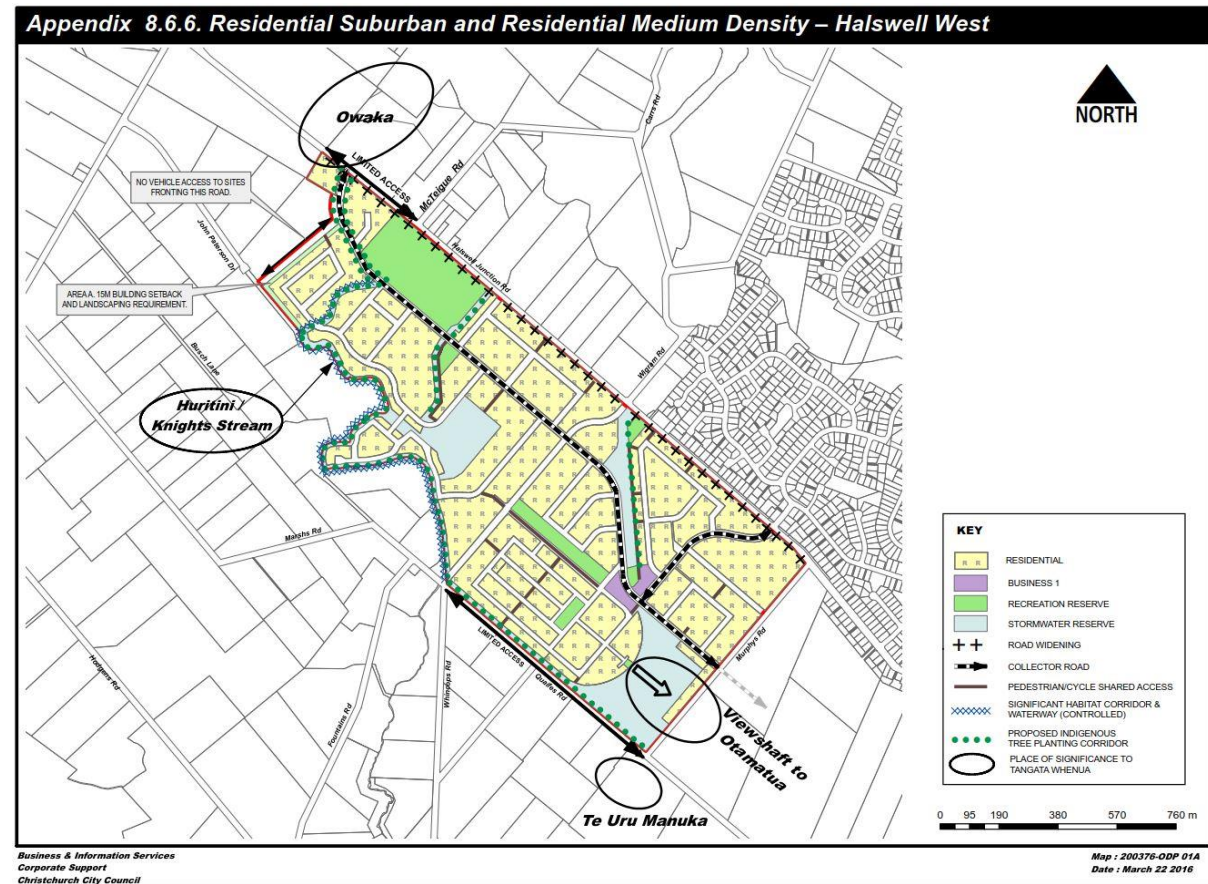 Appendix 8.6.6. Residential Suburban and Residential Medium Density – Halswell West
NORTH
Owaka
LIMITED ACCESS
McTeigue Rd
Carrs Rd
NO VEHICLE ACCESS TO SITES
FRONTING THIS ROAD.
John Paterson Dr
Halswell Junction Rd
AREA A. 15M BUILDING SETBACK
AND LANDSCAPING REQUIREMENT.
Busch Lane
Wigram Rd
Huritini /
Knights Stream
Marshs Rd
Hodgens Rd
Fountains Rd
Whincops Rd
LIMITED ACCESS
Quaifes Rd
Murphys Rd
Viewshaft to
Otamatua
Te Uru Manuka
KEY
R R RESIDENTIAL
BUSINESS 1
RECREATION RESERVE
STORMWATER RESERVE
ROAD WIDENING
COLLECTOR ROAD
PEDESTRIAN/CYCLE SHARED ACCESS
SIGNIFICANT HABITAT CORRIDOR &
WATERWAY (CONTROLLED)
PROPOSED INDIGENOUS
TREE PLANTING CORRIDOR
PLACE OF SIGNIFICANCE TO
TANGATA WHENUA
0 95 190 380 570 760 m
Business & Information Services
Corporate Support
Christchurch City Council
Map : 200376-ODP 01A
Date : March 22 2016